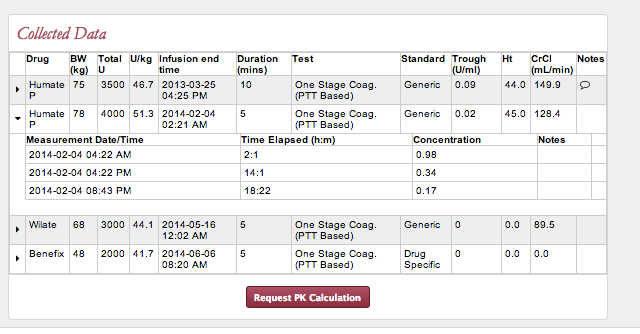 Collected Data
Drug BW (kg) Total U U/kg Infusion end time Duration (mins) Test Standard Trough (U/ml) Ht CrCl (mL/min) Notes
Humate P 75 3500 46.7 2013-03-25 04:25 PM 10 One Stage Coag. (PTT Based) Generic 0.09 44.0 149.9
Humate P 78 4000 51.3 2014-02-04 02:21 AM 5 One Stage Coag. (PTT Based) Generic 0.02 45.0 128.4
Measurement Date/Time Time Elapsed (h:m) Concentration Notes
2014-02-04 04:22 AM 2:1 0.98
2014-02-04 04:22 PM 14:1 0.34
2014-02-04 08:43 PM 18:22 0.17
Wilate 68 3000 44.1 2014-05-16 12:02 AM 5 One Stage Coag. (PTT Based) Generic 0 0.0 89.5
Benefix 48 2000 41.7 2014-06-06 08:20 AM 5 One Stage Coag. (PTT Based) Drug Specific 0 0.0 0.0
Request PK Calculation